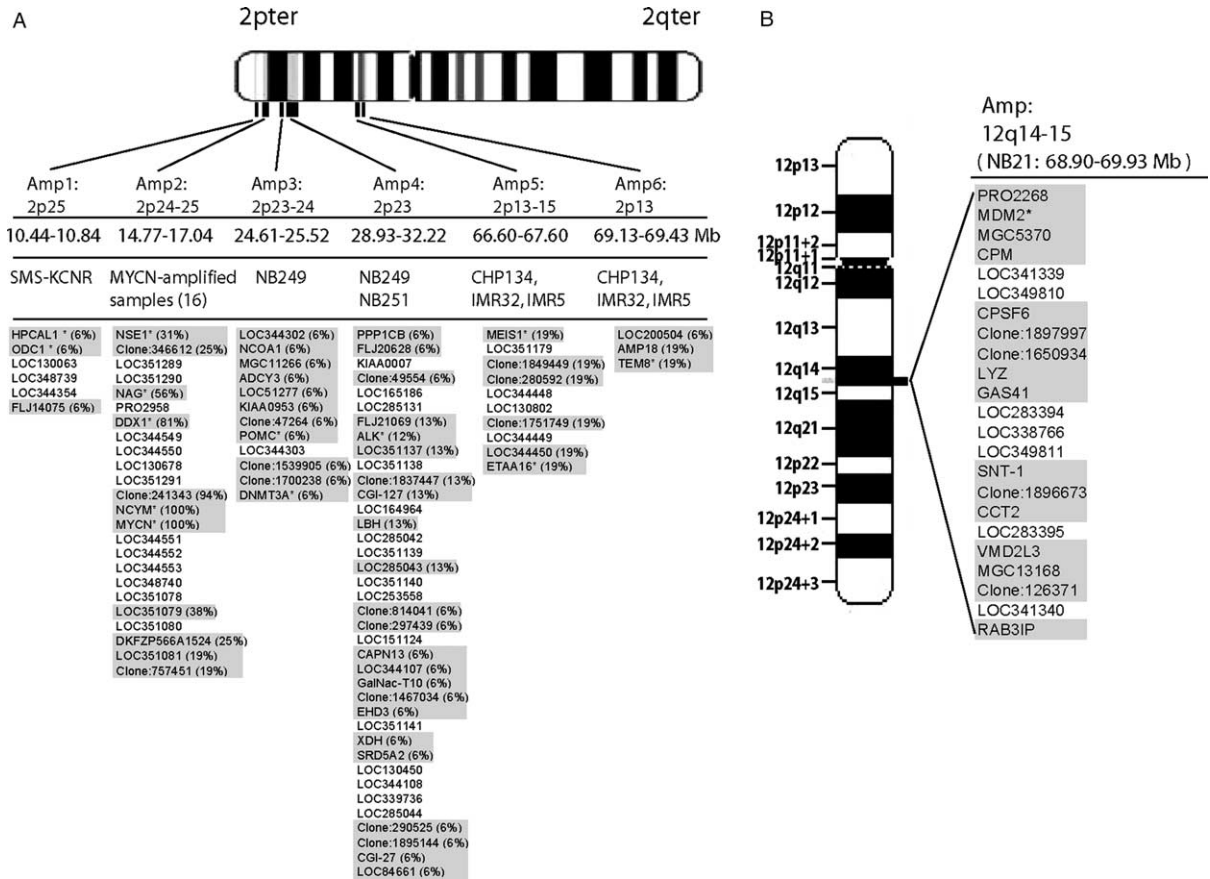 A
2pter
2qter
Amp1:
2p25
Amp2:
2p24-25
Amp3:
2p23-24
Amp4:
2p23
Amp5:
2p13-15
Amp6:
2p13
10.44-10.84
14.77-17.04
24.61-25.52
28.93-32.22
66.60-67.60
69.13-69.43 Mb
SMS-KCNR
MYCN-amplified
samples (16)
NB249
NB249
NB251
CHP134,
IMR32, IMR5
CHP134,
IMR32, IMR5
HPCAL1 * (6%)
ODC1 * (6%)
LOC130063
LOC348739
LOC344354
FLJ14075 (6%)
NSE1* (31%)
Clone:346612 (25%)
LOC351289
LOC351290
NAG* (56%)
PRO2958
DDX1* (81%)
LOC344549
LOC344550
LOC130678
LOC351291
Clone:241343 (94%)
NCYM* (100%)
MYCN* (100%)
LOC344551
LOC344552
LOC344553
LOC348740
LOC351078
LOC351079 (38%)
LOC351080
DKFZP566A1524 (25%)
LOC351081 (19%)
Clone:757451 (19%)
LOC344302 (6%)
NCOA1 (6%)
MGC11266 (6%)
ADCY3 (6%)
LOC51277 (6%)
KIAA0953 (6%)
Clone:47264 (6%)
POMC* (6%)
LOC344303
Clone:1539905 (6%)
Clone:1700238 (6%)
DNMT3A* (6%)
PPP1CB (6%)
FLJ20628 (6%)
KIAA0007
Clone:49554 (6%)
LOC165186
LOC285131
FLJ21069 (13%)
ALK* (12%)
LOC351137 (13%)
LOC351138
Clone:1837447 (13%)
CGI-127 (13%)
LOC164964
LBH (13%)
LOC285042
LOC351139
LOC285043 (13%)
LOC351140
LOC253558
Clone:814041 (6%)
Clone:297439 (6%)
LOC151124
CAPN13 (6%)
LOC344107 (6%)
GalNac-T10 (6%)
Clone:1467034 (6%)
EHD3 (6%)
LOC351141
XDH (6%)
SRD5A2 (6%)
LOC130450
LOC344108
LOC339736
LOC285044
Clone:290525 (6%)
Clone:1895144 (6%)
CGI-27 (6%)
LOC84661 (6%)
MEIS1* (19%)
LOC351179
Clone:1849449 (19%)
Clone:280592 (19%)
LOC344448
LOC130802
Clone:1751749 (19%)
LOC344449
LOC344450 (19%)
ETAA16* (19%)
LOC200504 (6%)
AMP18 (19%)
TEM8* (19%)
B
12p13
12p12
12p11+2
12p11+1
12q11
12q12
12q13
12q14
12q15
12q21
12p22
12p23
12p24+1
12p24+2
12p24+3
Amp:
12q14-15
( NB21: 68.90-69.93 Mb )
PRO2268
MDM2*
MGC5370
CPM
LOC341339
LOC349810
CPSF6
Clone:1897997
Clone:1650934
LYZ
GAS41
LOC283394
LOC338766
LOC349811
SNT-1
Clone:1896673
CCT2
LOC283395
VMD2L3
MGC13168
Clone:126371
LOC341340
RAB3IP